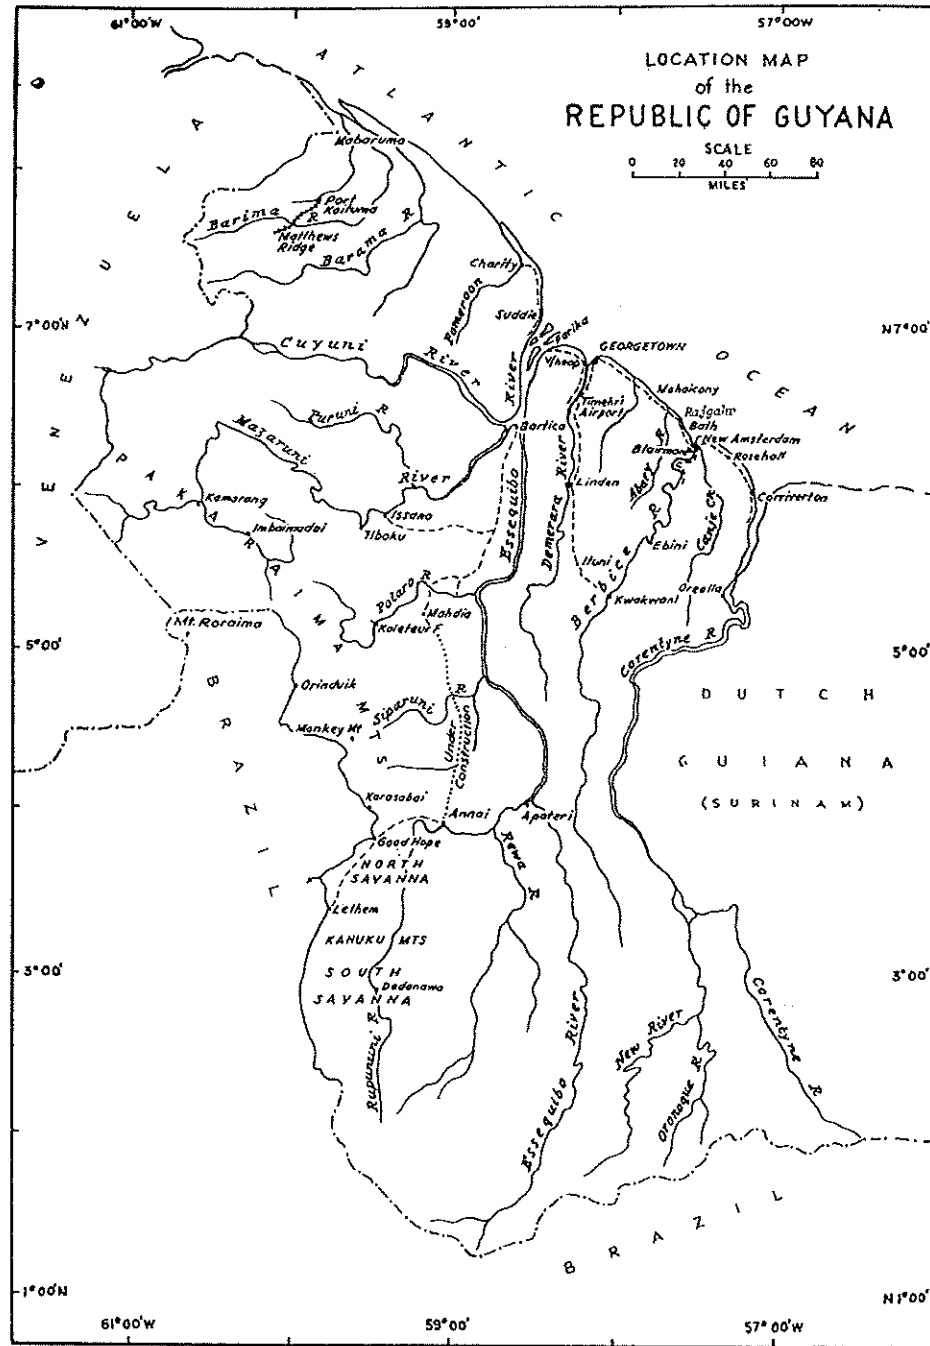 61°00'W
59°00'
57°00'W
LOCATION MAP
of the
REPUBLIC OF GUYANA
SCALE
0 20 40 60 80
MILES
ATLANTIC
OCEAN
VENEZUELA
Mabaruma
Port
Kaituma
Barima R
Matthews
Ridge
Barama R
Charity
Pomeroon
Suddie
Parika
7°00'N
N7°00'
Cuyuni River
River
V/hoop
GEORGETOWN
Mahaicony
Timehri
Airport
Bath
New Amsterdam
Rosehall
Blairmont
Puruni R
Mazaruni River
Bartica
Abary R
Linden
Corriverton
PAKARAIMA MTS
Kamarang
Issano
Imbaimadai
Tiboku
Essequibo
Demerara River
Canje Ck
Ebini
Ituni
Berbice R
Kwakwani
Oreolla
Potaro R
Mahdia
Kaieteur F.
Mt. Roraima
5°00'
5°00'
Corentyne R
BRAZIL
Orinduik
Siparuni R
Monkey Mt
Under
Construction
DUTCH
GUIANA
(SURINAM)
Karasabai
Annai
Apoteri
Good Hope
NORTH
SAVANNA
Rewa R
Lethem
KANUKU MTS
3°00'
3°00'
SOUTH
SAVANNA
Dadanawa
Rupununi R
Essequibo River
New River
Oronoque R
Corentyne R
BRAZIL
1°00'N
N1°00'
61°00'W
59°00'
57°00'W